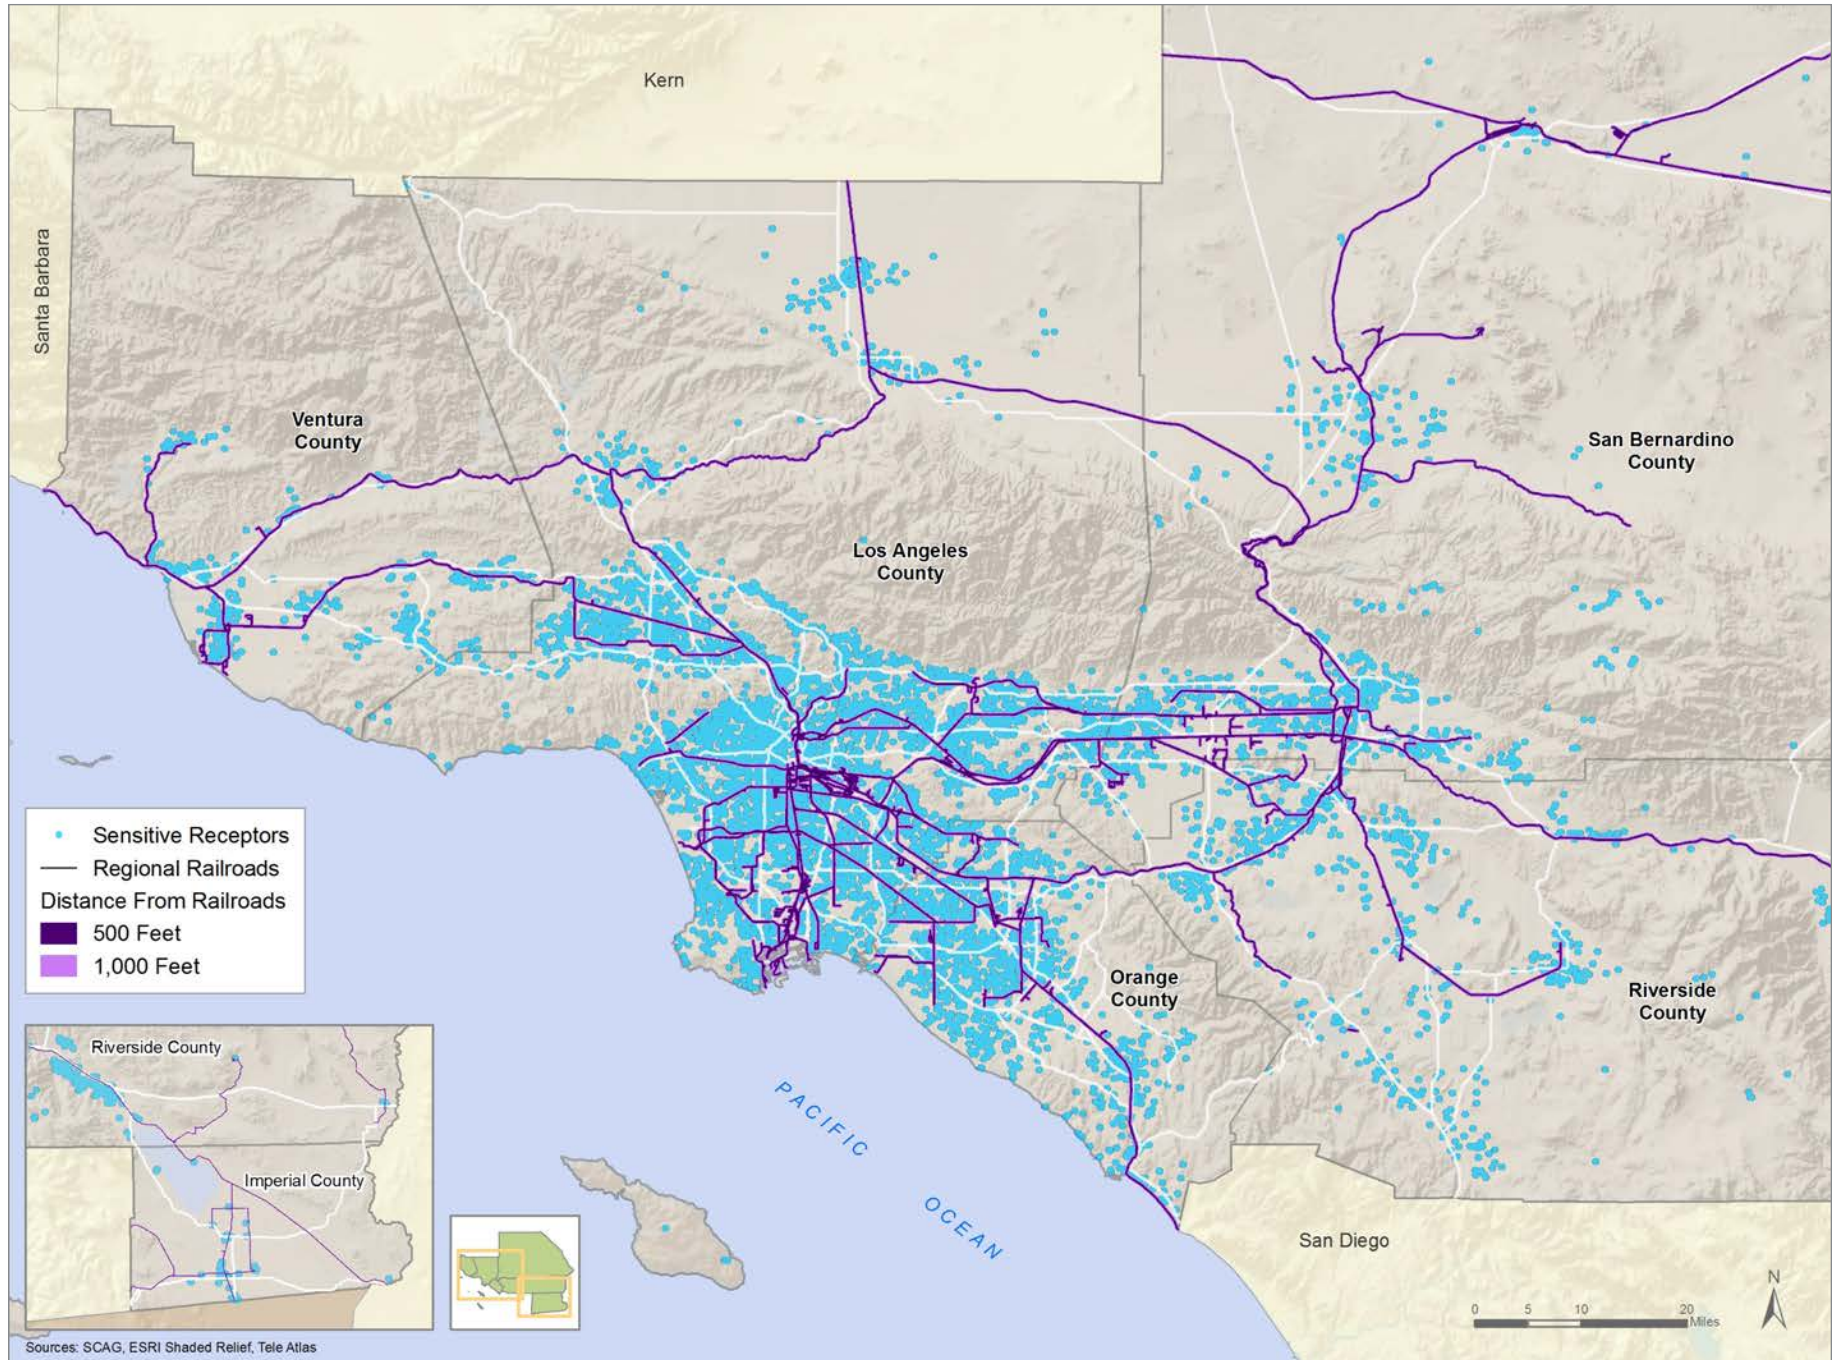 Kern
Santa Barbara
Ventura
County
San Bernardino
County
Los Angeles
County
Sensitive Receptors
Regional Railroads
Distance From Railroads
500 Feet
1,000 Feet
Orange
County
Riverside
County
Riverside County
Imperial County
PACIFIC
OCEAN
San Diego
N
0 5 10 20
Miles
Sources: SCAG, ESRI Shaded Relief, Tele Atlas